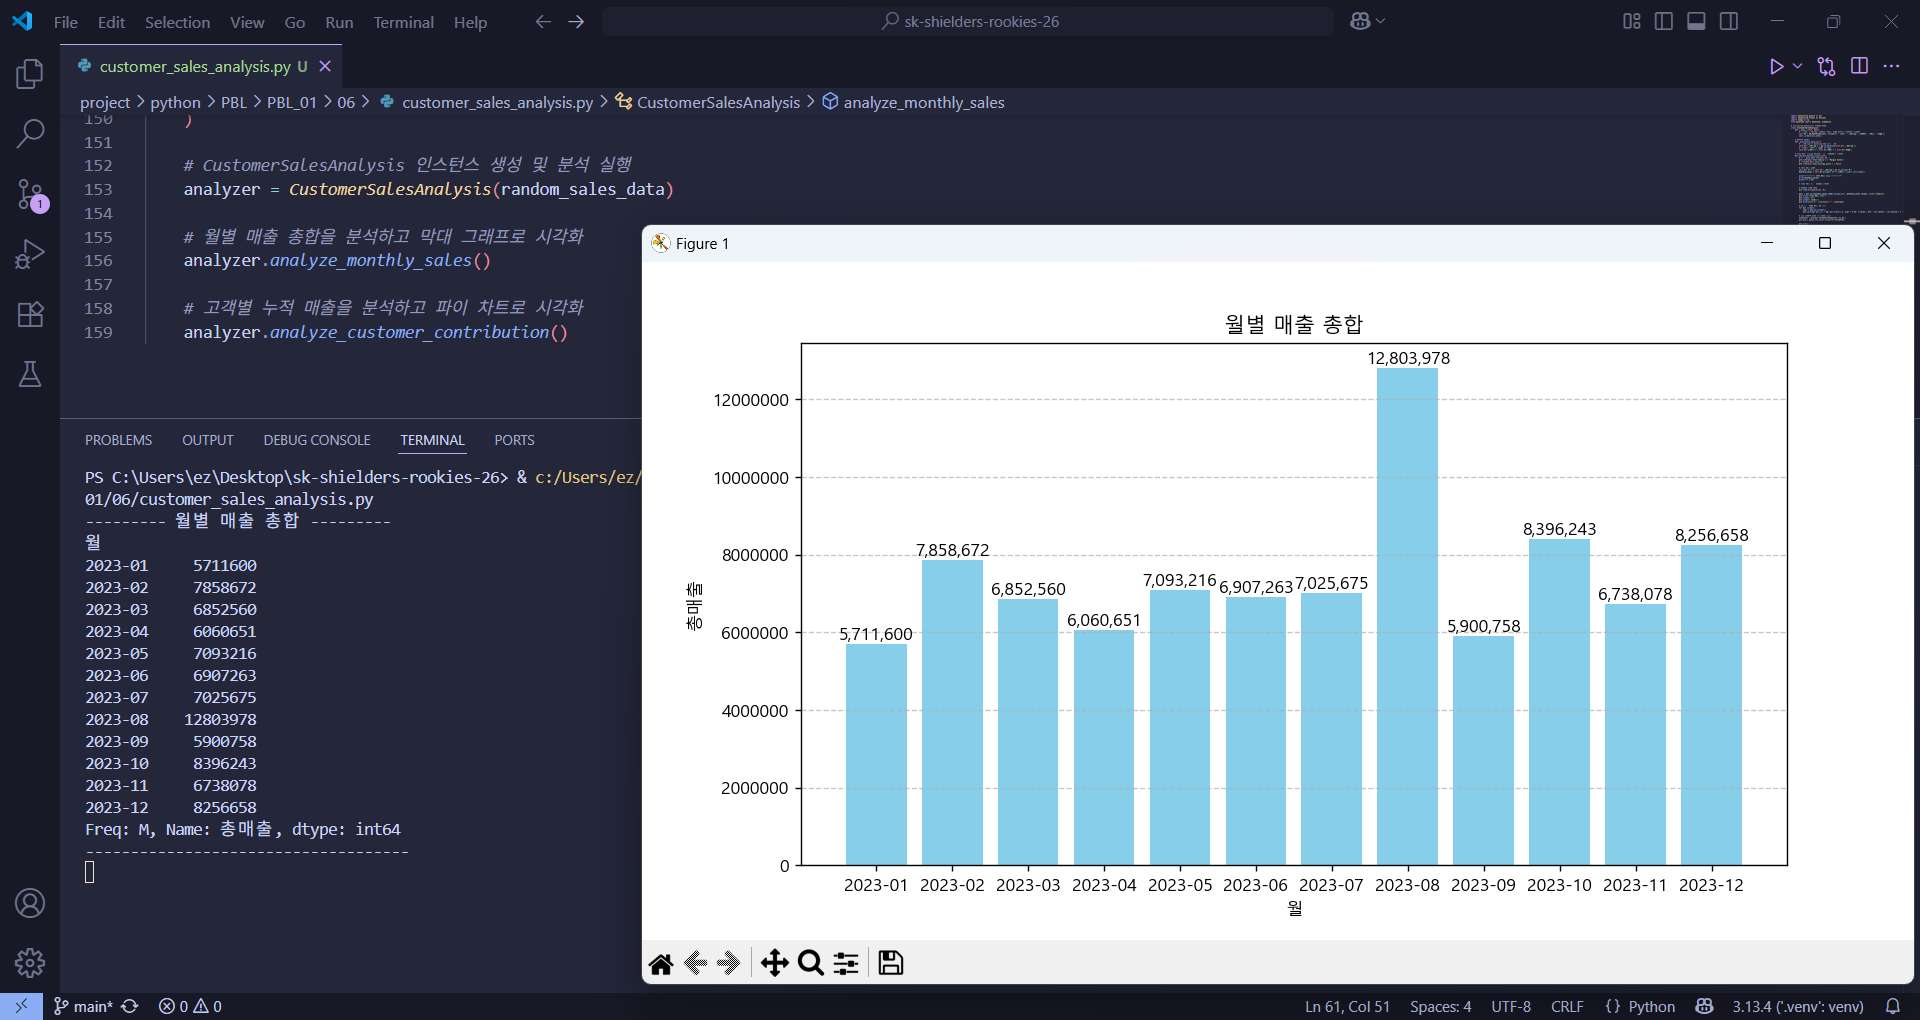 File Edit Selection View Go Run Terminal Help
sk-shielders-rookies-26
customer_sales_analysis.py U
project > python > PBL > PBL_01 > 06 > customer_sales_analysis.py > CustomerSalesAnalysis > analyze_monthly_sales
150 )
151
152 # CustomerSalesAnalysis 인스턴스 생성 및 분석 실행
153 analyzer = CustomerSalesAnalysis(random_sales_data)
154
155 # 월별 매출 총합을 분석하고 막대 그래프로 시각화
156 analyzer.analyze_monthly_sales()
157
158 # 고객별 누적 매출을 분석하고 파이 차트로 시각화
159 analyzer.analyze_customer_contribution()
1
PROBLEMS OUTPUT DEBUG CONSOLE TERMINAL PORTS
PS C:\Users\ez\Desktop\sk-shielders-rookies-26> & c:/Users/ez/
01/06/customer_sales_analysis.py
--------- 월별 매출 총합 ---------
월
2023-01 5711600
2023-02 7858672
2023-03 6852560
2023-04 6060651
2023-05 7093216
2023-06 6907263
2023-07 7025675
2023-08 12803978
2023-09 5900758
2023-10 8396243
2023-11 6738078
2023-12 8256658
Freq: M, Name: 총매출, dtype: int64
------------------------------------
Figure 1
월별 매출 총합
12,803,978
12000000
10000000
8,396,243
8,256,658
7,858,672
8000000
7,093,216
6,907,263
7,025,675
6,852,560
6,738,078
6,060,651
5,900,758
5,711,600
6000000
총매출
4000000
2000000
0
2023-01 2023-02 2023-03 2023-04 2023-05 2023-06 2023-07 2023-08 2023-09 2023-10 2023-11 2023-12
월
main* 0 0
Ln 61, Col 51 Spaces: 4 UTF-8 CRLF {} Python 3.13.4 ('.venv': venv)